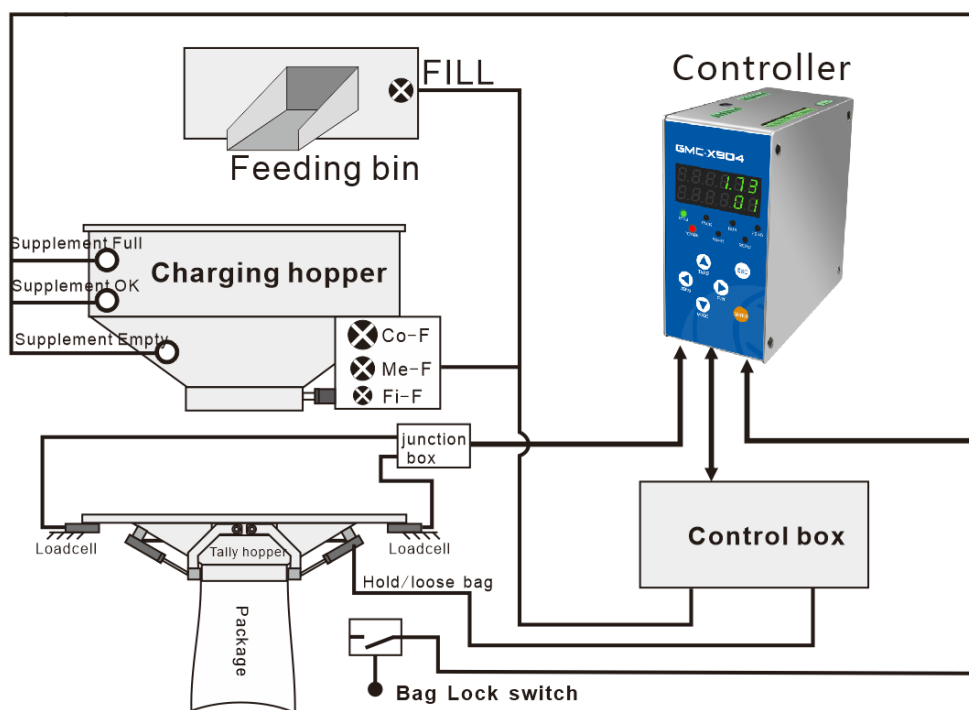 FILL
Controller
Feeding bin
GMC-X904
1.73
01
Supplement Full
Charging hopper
Supplement OK
Supplement Empty
Co-F
Me-F
Fi-F
junction
box
Loadcell
Tally hopper
Loadcell
Hold/loose bag
Control box
Package
Bag Lock switch